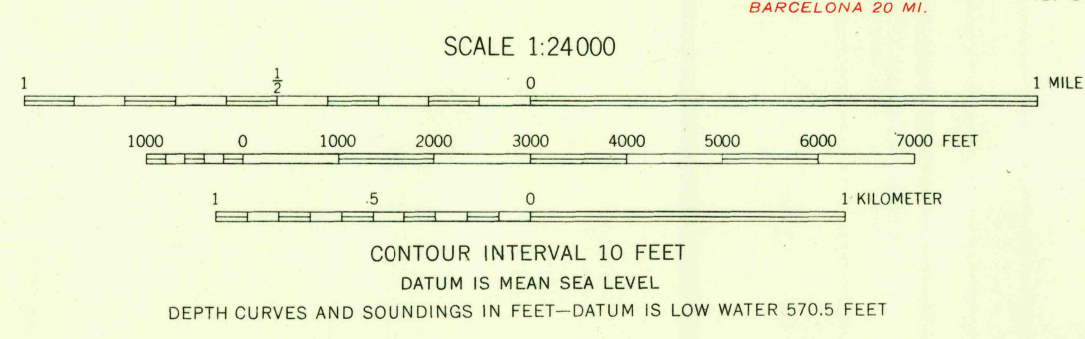 BARCELONA 20 MI.
SCALE 1:24000
1 1/2 0 1 MILE
1000 0 1000 2000 3000 4000 5000 6000 7000 FEET
1 .5 0 1 KILOMETER
CONTOUR INTERVAL 10 FEET
DATUM IS MEAN SEA LEVEL
DEPTH CURVES AND SOUNDINGS IN FEET—DATUM IS LOW WATER 570.5 FEET